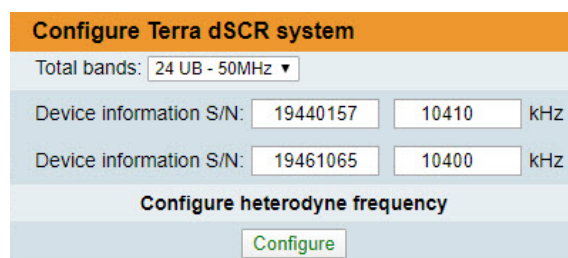 Configure Terra dSCR system
Total bands: 24 UB - 50MHz ▼
Device information S/N: 19440157 10410 kHz
Device information S/N: 19461065 10400 kHz
Configure heterodyne frequency
Configure